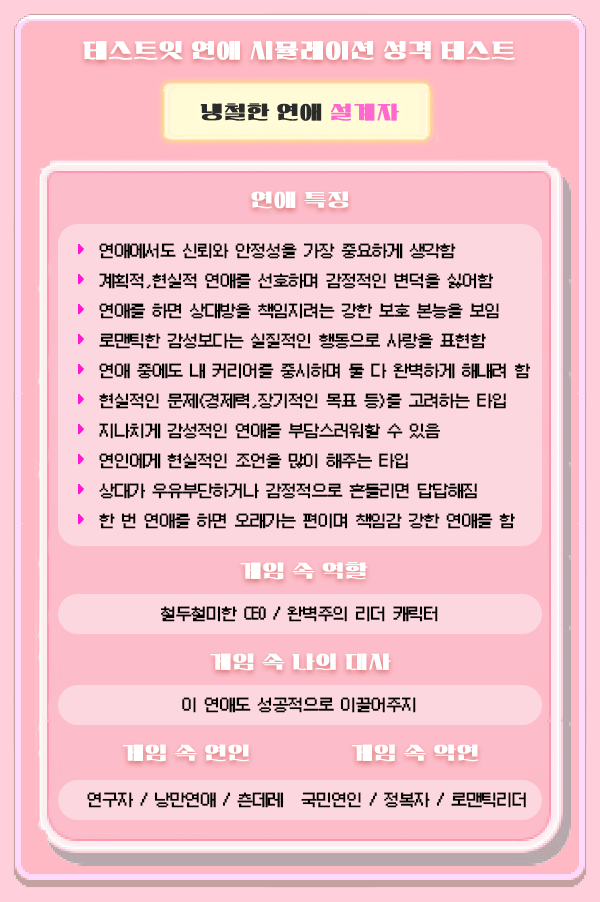 테스트잇 연애 시뮬레이션 성격 테스트
냉철한 연애 설계자
연애 특징
연애에서도 신뢰와 안정성을 가장 중요하게 생각함
계획적,현실적 연애를 선호하며 감정적인 변덕을 싫어함
연애를 하면 상대방을 책임지려는 강한 보호 본능을 보임
로맨틱한 감성보다는 실질적인 행동으로 사랑을 표현함
연애 중에도 내 커리어를 중시하며 둘 다 완벽하게 해내려 함
현실적인 문제(경제력,장기적인 목표 등)를 고려하는 타입
지나치게 감성적인 연애를 부담스러워할 수 있음
연인에게 현실적인 조언을 많이 해주는 타입
상대가 우유부단하거나 감정적으로 흔들리면 답답해짐
한 번 연애를 하면 오래가는 편이며 책임감 강한 연애를 함
게임 속 역할
철두철미한 CEO / 완벽주의 리더 캐릭터
게임 속 나의 대사
이 연애도 성공적으로 이끌어주지
게임 속 연인 게임 속 악연
연구자 / 낭만연애 / 츤데레 국민연인 / 정복자 / 로맨틱리더